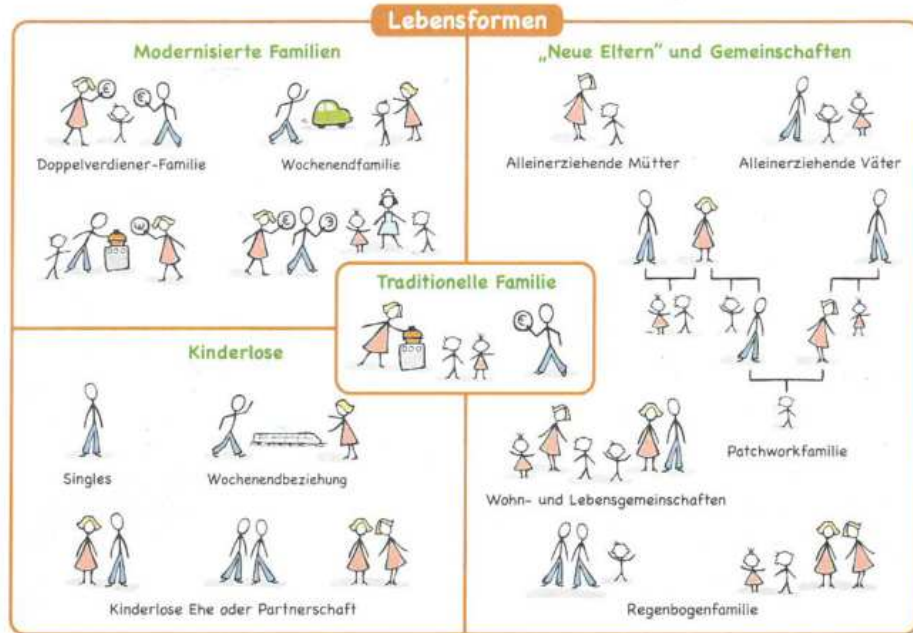 Lebensformen
Modernisierte Familien
Doppelverdiener-Familie
Wochenendfamilie
„Neue Eltern" und Gemeinschaften
Alleinerziehende Mütter
Alleinerziehende Väter
Patchworkfamilie
Wohn- und Lebensgemeinschaften
Regenbogenfamilie
Traditionelle Familie
Kinderlose
Singles
Wochenendbeziehung
Kinderlose Ehe oder Partnerschaft